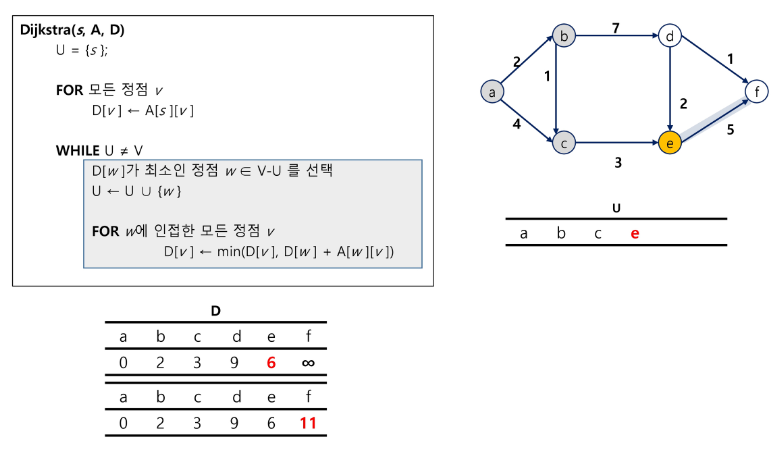 Dijkstra(s, A, D)
U = {s};
FOR 모든 정점 v
D[v] ← A[s][v]
WHILE U ≠ V
D[w]가 최소인 정점 w ∈ V-U 를 선택
U ← U ∪ {w}
FOR w에 인접한 모든 정점 v
D[v] ← min(D[v], D[w] + A[w][v])
b 7 d
2 1
a 1 f
2
4 5
c e
3
U
a b c e
D
a b c d e f
0 2 3 9 6 ∞
a b c d e f
0 2 3 9 6 11